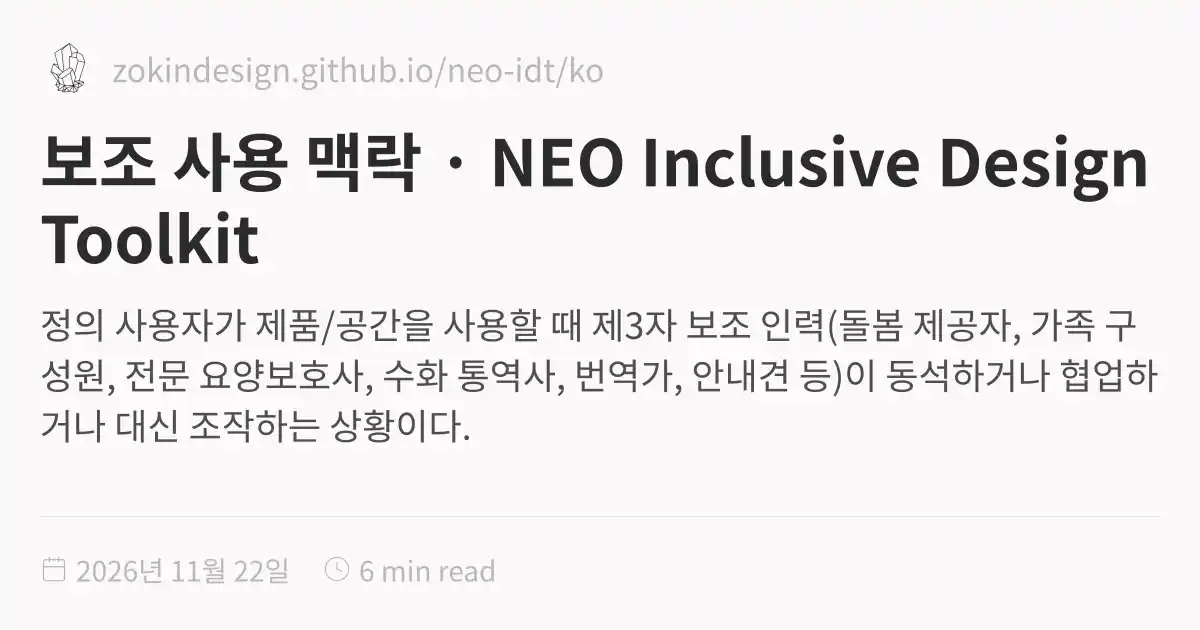 zokindesign.github.io/neo-idt/ko
보조 사용 맥락 · NEO Inclusive Design
Toolkit
정의 사용자가 제품/공간을 사용할 때 제3자 보조 인력(돌봄 제공자, 가족 구
성원, 전문 요양보호사, 수화 통역사, 번역가, 안내견 등)이 동석하거나 협업하
거나 대신 조작하는 상황이다.
2026년 11월 22일 6 min read